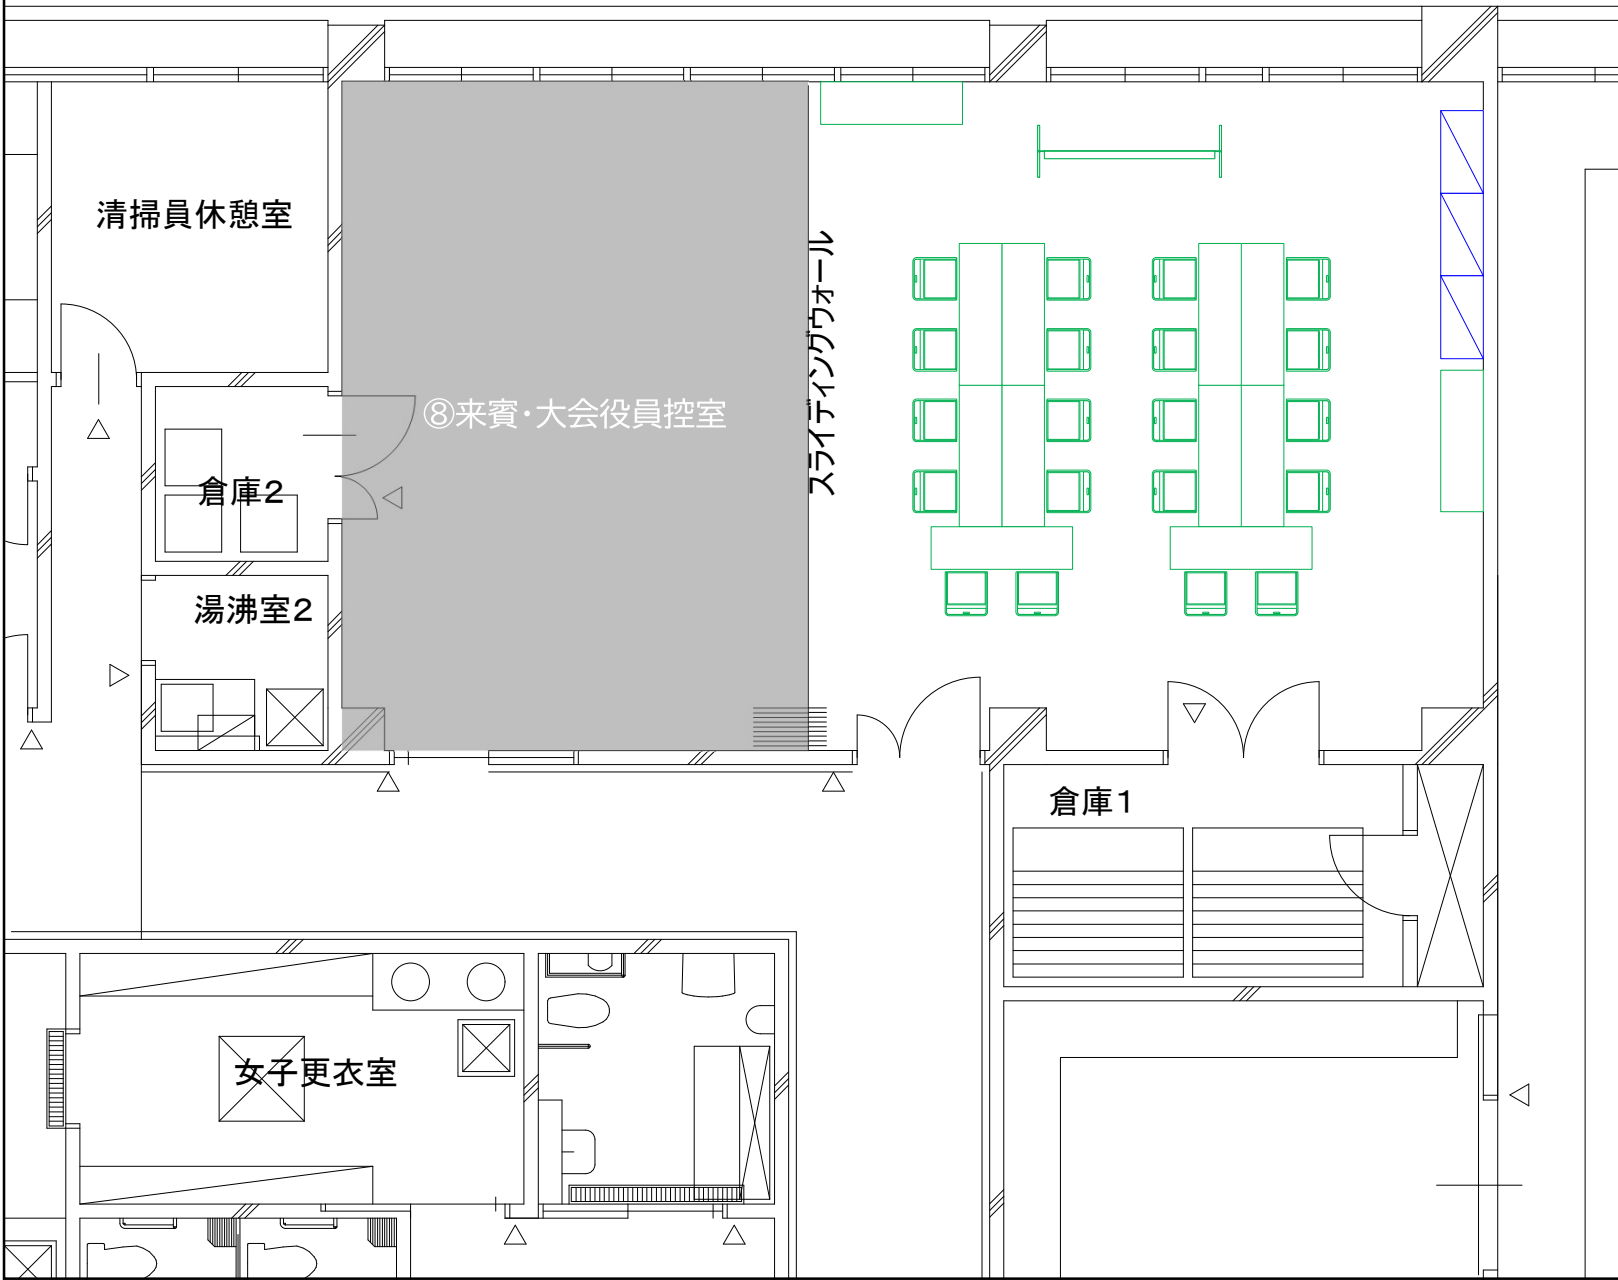 清掃員休憩室
スライディングウォール
⑧来賓・大会役員控室
倉庫2
湯沸室2
倉庫1
女子更衣室